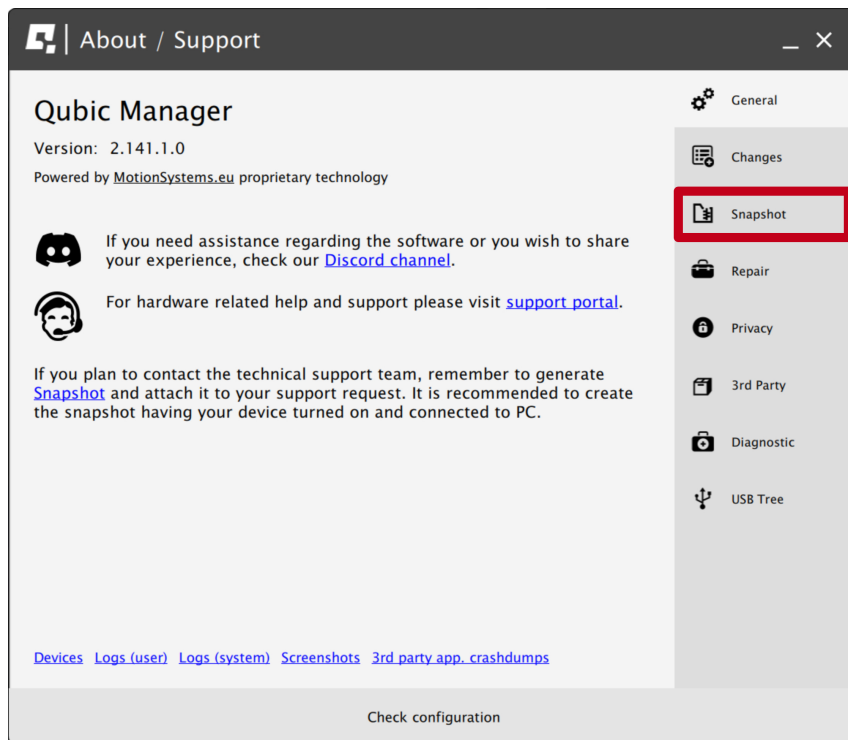 About / Support
Qubic Manager
Version: 2.141.1.0
Powered by MotionSystems.eu proprietary technology
If you need assistance regarding the software or you wish to share
your experience, check our Discord channel.
For hardware related help and support please visit support portal.
If you plan to contact the technical support team, remember to generate
Snapshot and attach it to your support request. It is recommended to create
the snapshot having your device turned on and connected to PC.
Devices Logs (user) Logs (system) Screenshots 3rd party app. crashdumps
General
Changes
Snapshot
Repair
Privacy
3rd Party
Diagnostic
USB Tree
Check configuration